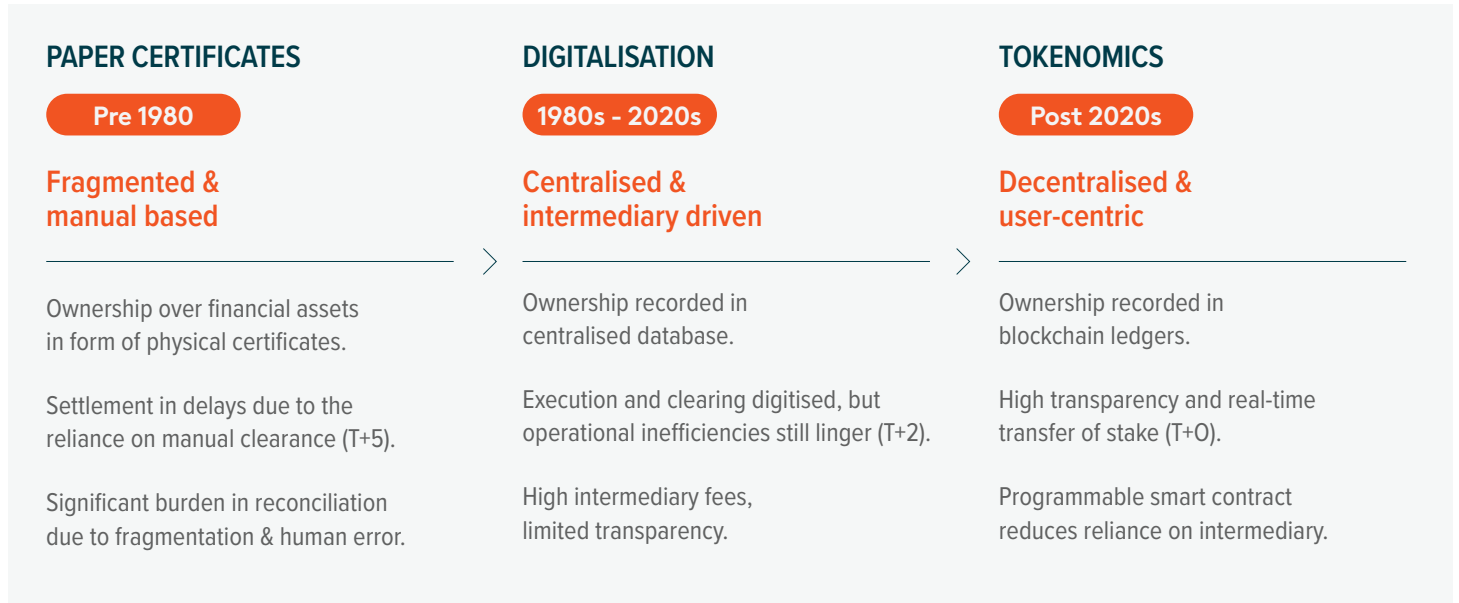 PAPER CERTIFICATES
Pre 1980
Fragmented &
manual based
Ownership over financial assets
in form of physical certificates.
Settlement in delays due to the
reliance on manual clearance (T+5).
Significant burden in reconciliation
due to fragmentation & human error.
DIGITALISATION
1980s - 2020s
Centralised &
intermediary driven
Ownership recorded in
centralised database.
Execution and clearing digitised, but
operational inefficiencies still linger (T+2).
High intermediary fees,
limited transparency.
TOKENOMICS
Post 2020s
Decentralised &
user-centric
Ownership recorded in
blockchain ledgers.
High transparency and real-time
transfer of stake (T+O).
Programmable smart contract
reduces reliance on intermediary.